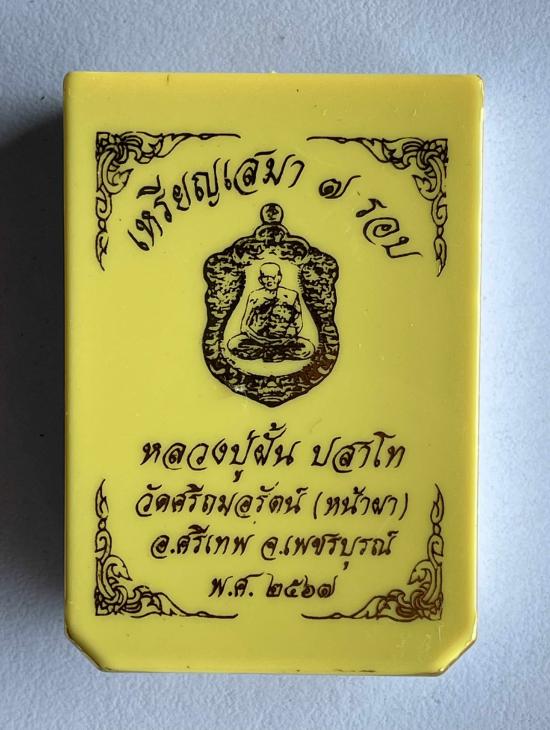 เหรียญเสมา ๗ รอบ
หลวงปู่ฝั้น ปสาโท
วัดศรีถมอรัตน์ (หน้าผา)
อ.ศรีเทพ จ.เพชรบูรณ์
พ.ศ. ๒๕๖๗